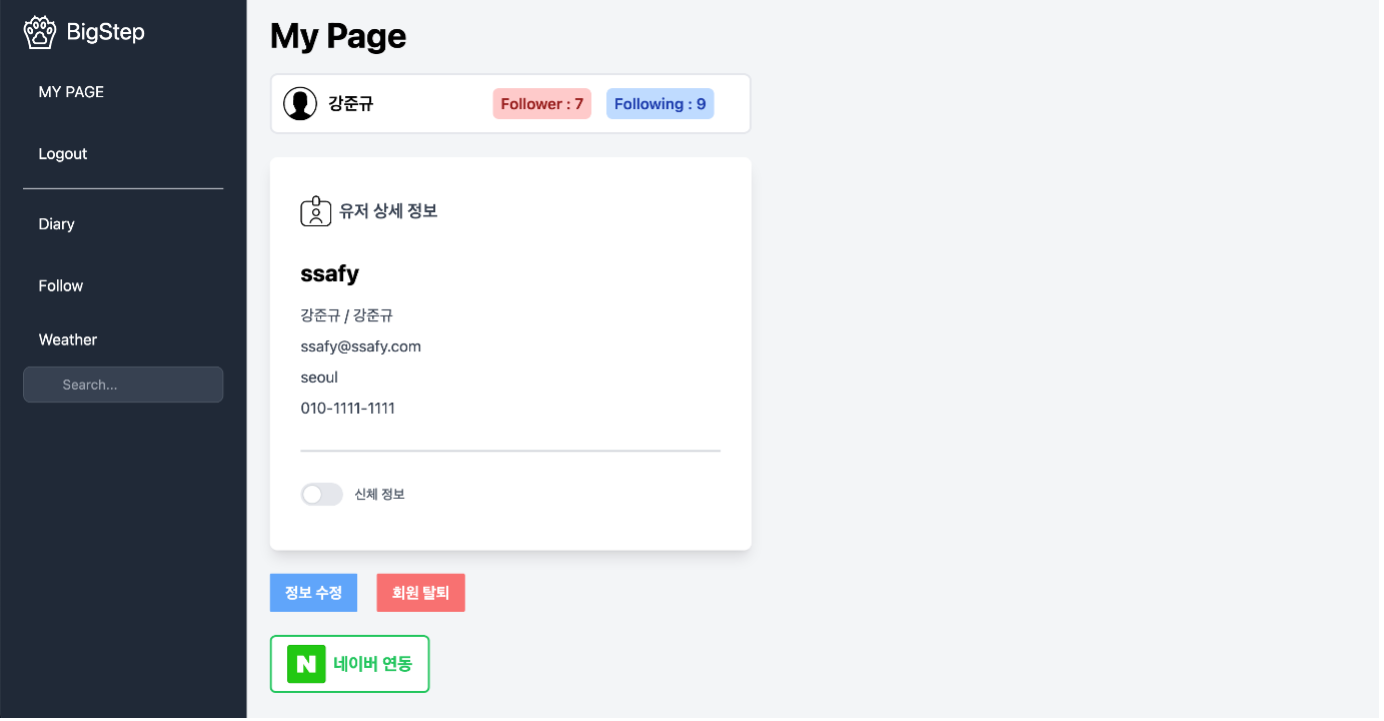 BigStep
MY PAGE
Logout
Diary
Follow
Weather
Search...
My Page
강준규 Follower : 7 Following : 9
유저 상세 정보
ssafy
강준규 / 강준규
ssafy@ssafy.com
seoul
010-1111-1111
신체 정보
정보 수정 회원 탈퇴
N 네이버 연동